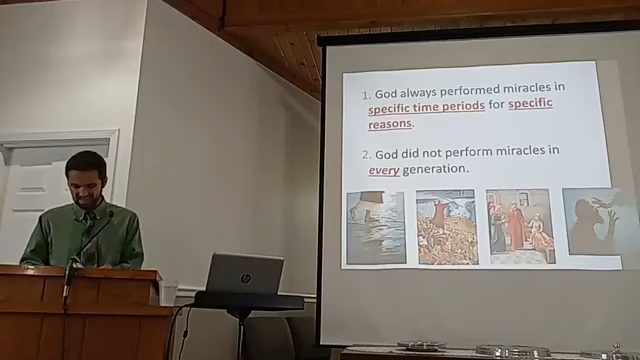 1. God always performed miracles in
specific time periods for specific
reasons.
2. God did not perform miracles in
every generation.
hp